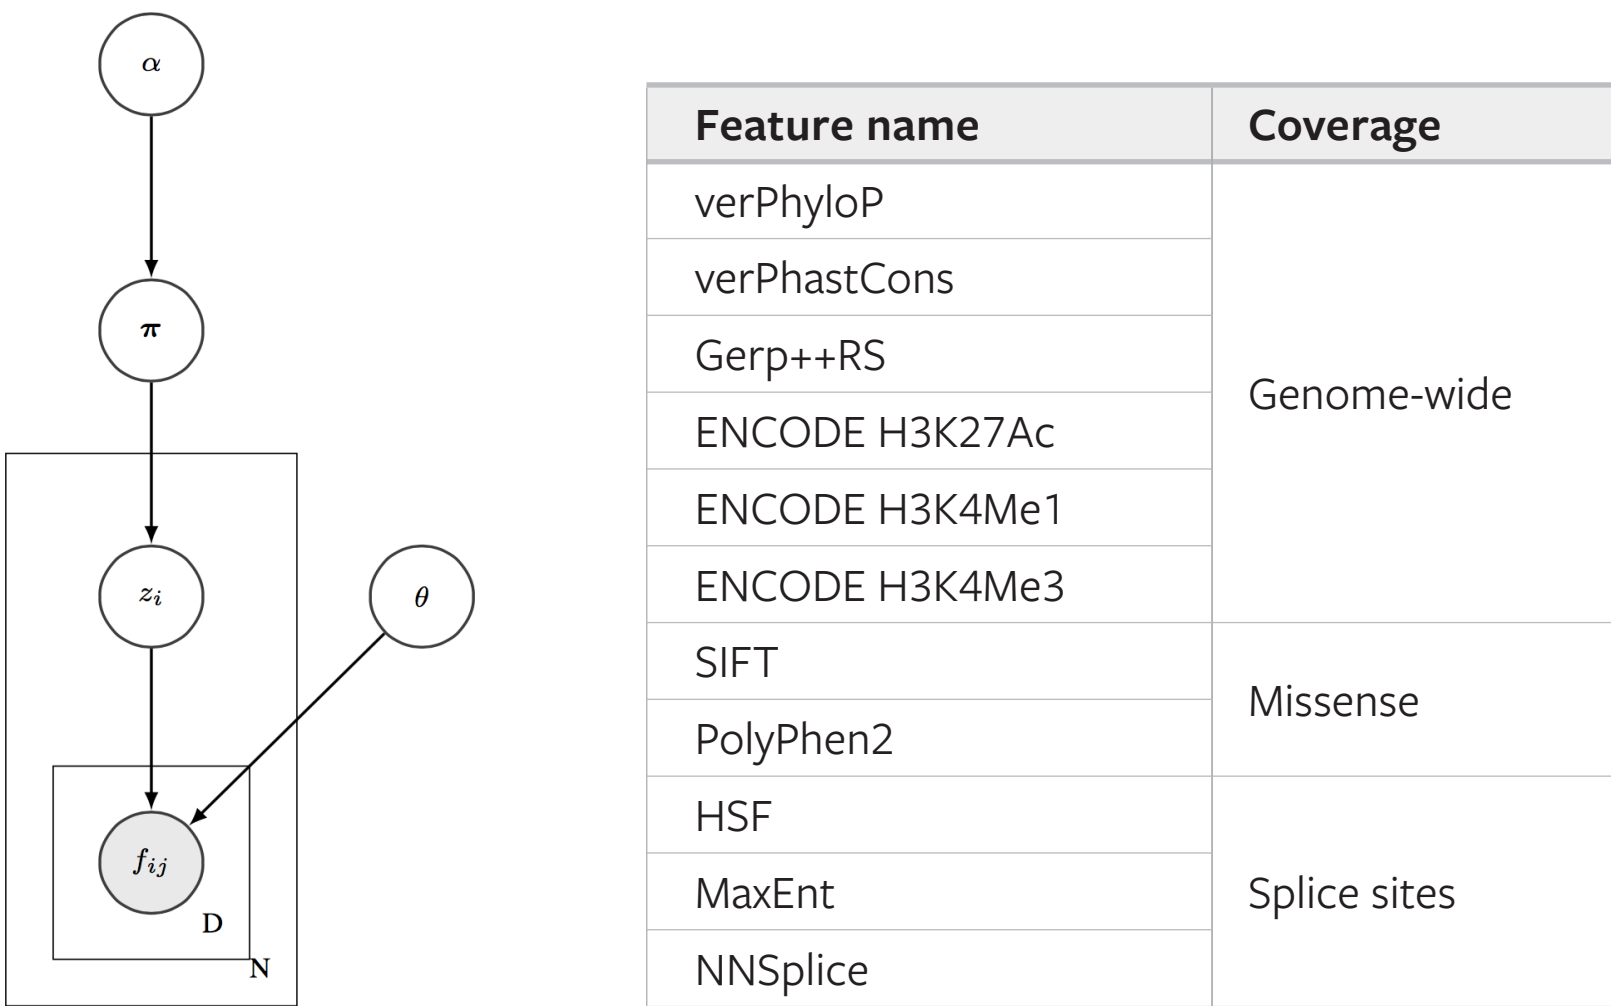 α
π
z_i
θ
f_ij
D
N
Feature name Coverage
verPhyloP
verPhastCons
Gerp++RS
ENCODE H3K27Ac
ENCODE H3K4Me1
ENCODE H3K4Me3
Genome-wide
SIFT
PolyPhen2
Missense
HSF
MaxEnt
NNSplice
Splice sites